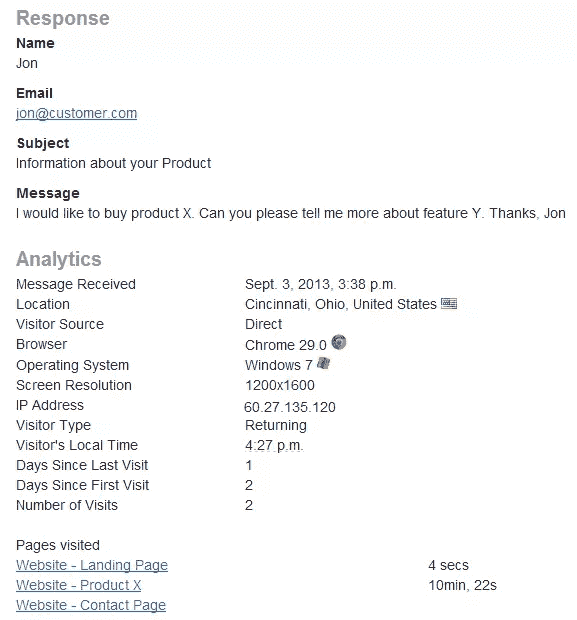 Response
Name
Jon
Email
jon@customer.com
Subject
Information about your Product
Message
I would like to buy product X. Can you please tell me more about feature Y. Thanks, Jon
Analytics
Message Received Sept. 3, 2013, 3:38 p.m.
Location Cincinnati, Ohio, United States
Visitor Source Direct
Browser Chrome 29.0
Operating System Windows 7
Screen Resolution 1200x1600
IP Address 60.27.135.120
Visitor Type Returning
Visitor's Local Time 4:27 p.m.
Days Since Last Visit 1
Days Since First Visit 2
Number of Visits 2
Pages visited
Website - Landing Page 4 secs
Website - Product X 10min, 22s
Website - Contact Page